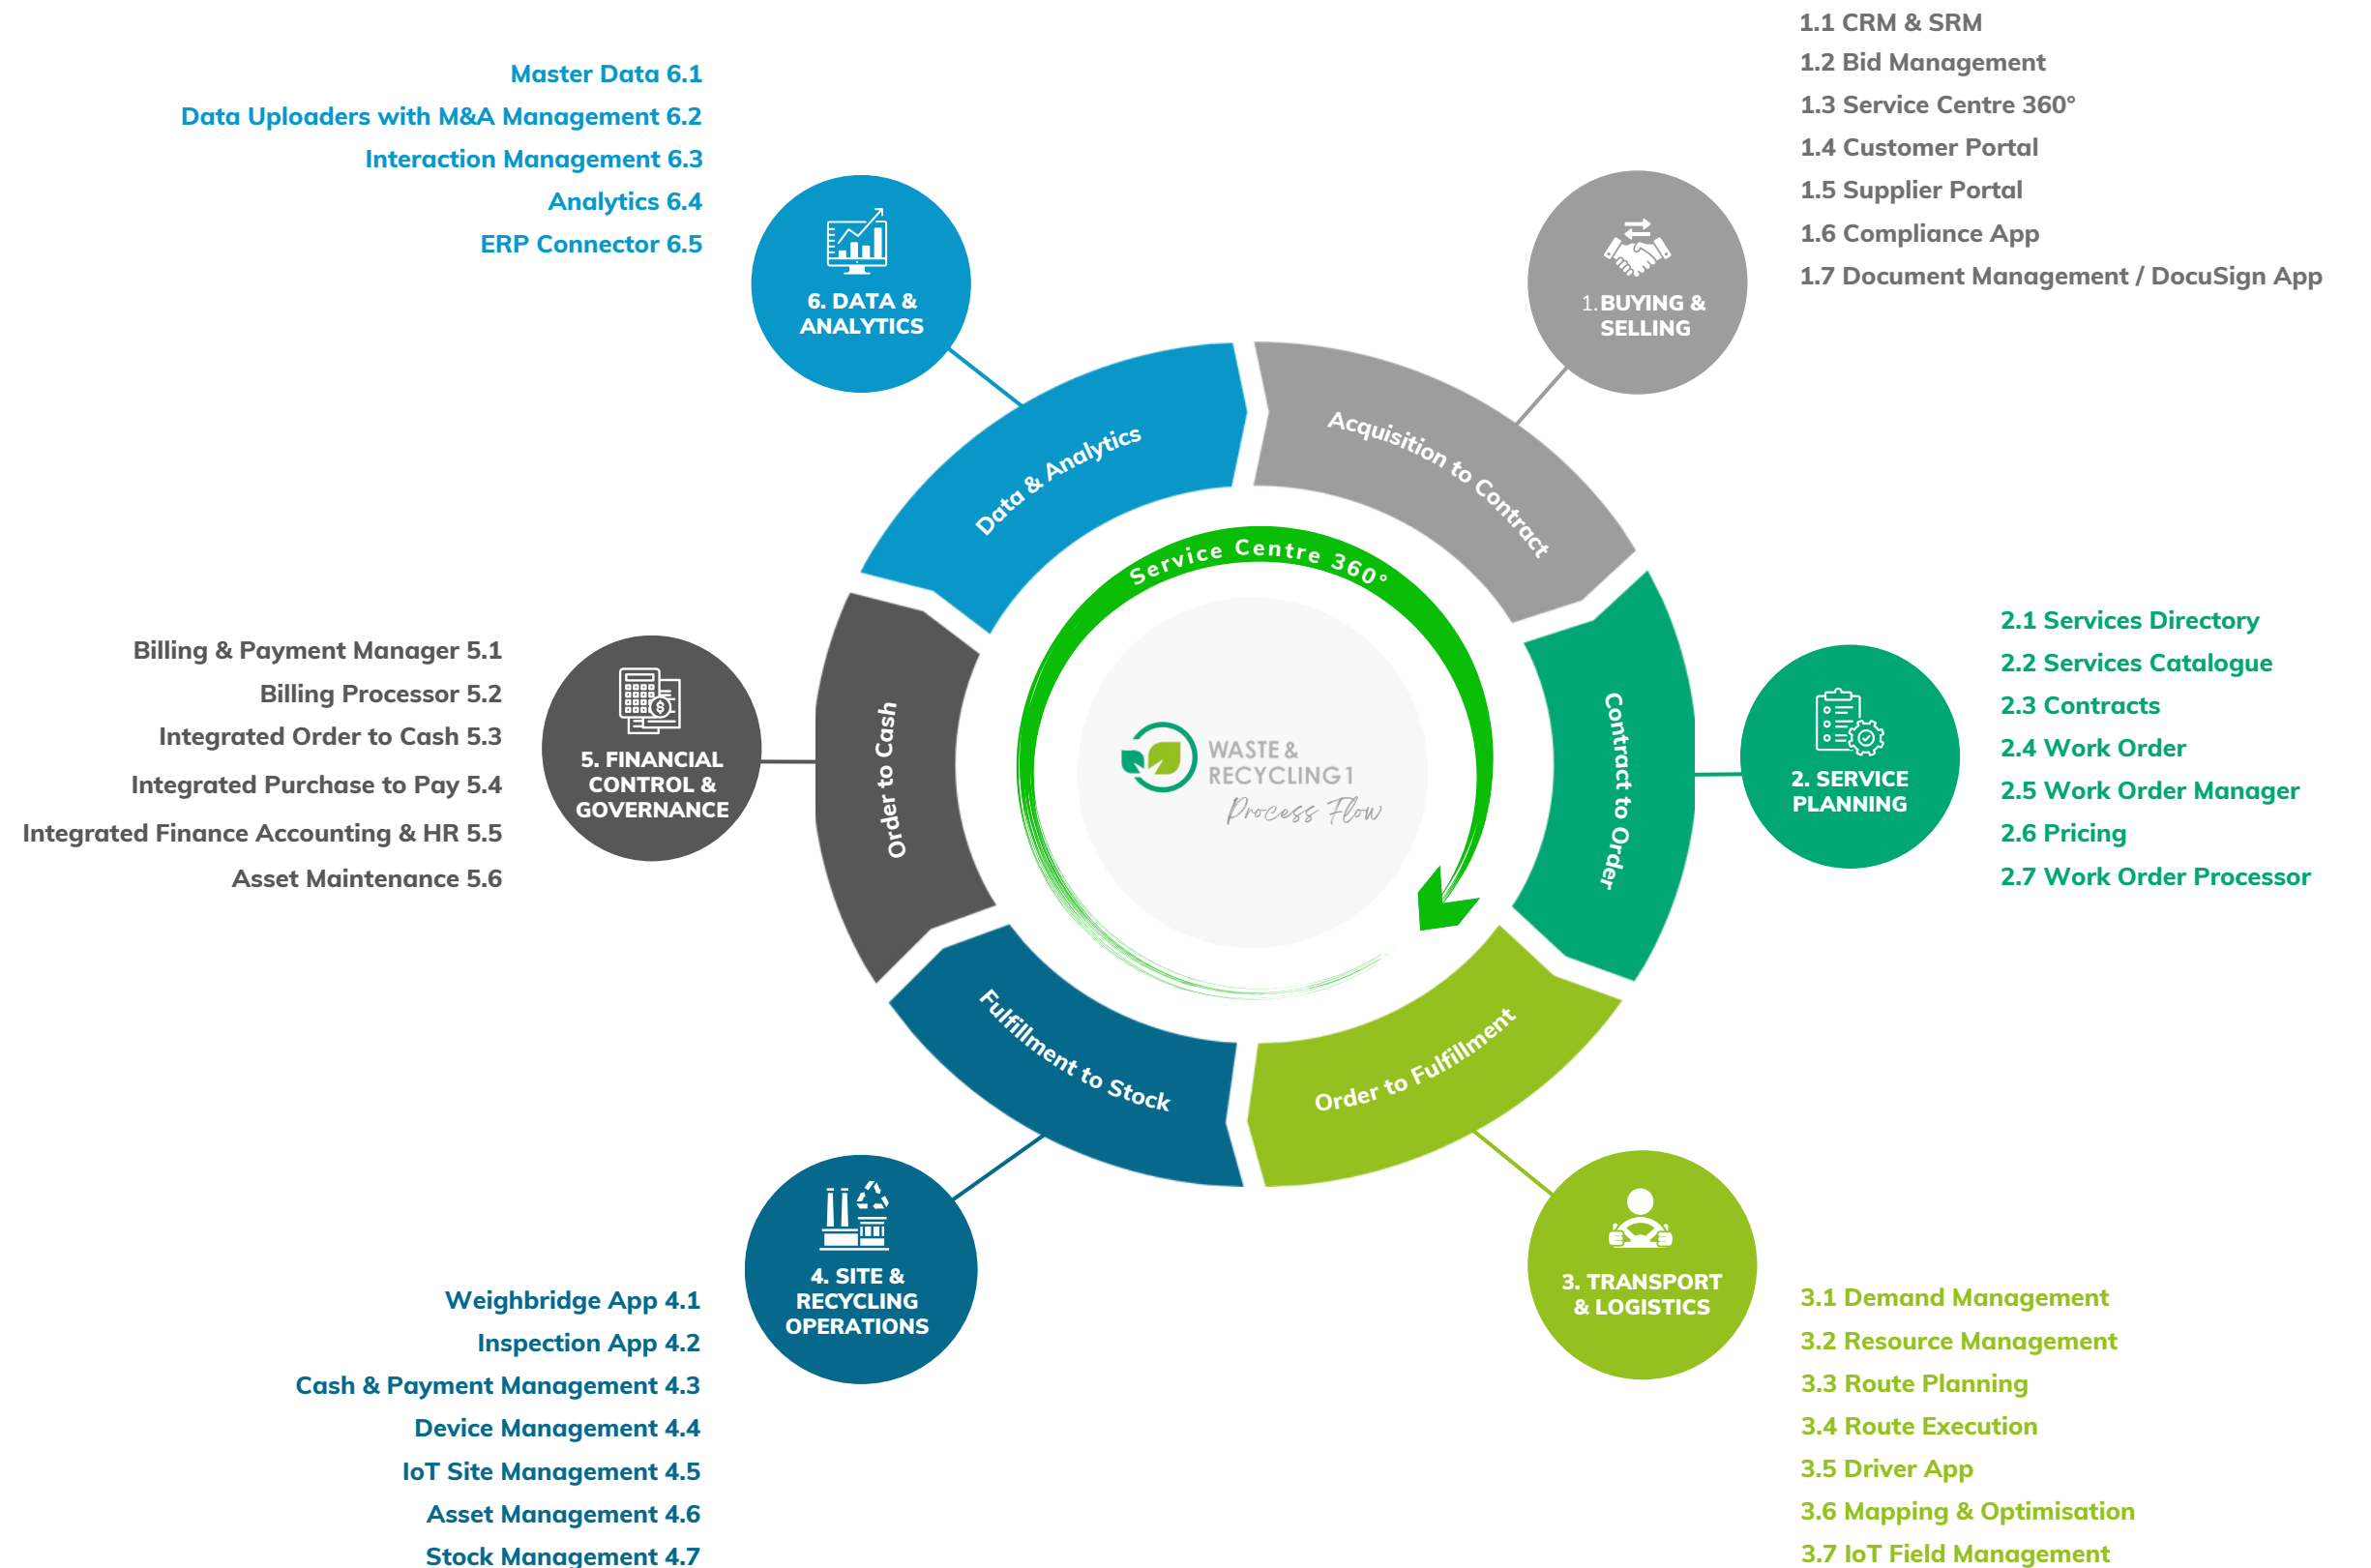 1.1 CRM & SRM
1.2 Bid Management
1.3 Service Centre 360°
1.4 Customer Portal
1.5 Supplier Portal
1.6 Compliance App
1.7 Document Management / DocuSign App
1. BUYING &
SELLING
Acquisition to Contract
2.1 Services Directory
2.2 Services Catalogue
2.3 Contracts
2.4 Work Order
2.5 Work Order Manager
2.6 Pricing
2.7 Work Order Processor
2. SERVICE
PLANNING
Contract to Order
3.1 Demand Management
3.2 Resource Management
3.3 Route Planning
3.4 Route Execution
3.5 Driver App
3.6 Mapping & Optimisation
3.7 IoT Field Management
3. TRANSPORT
& LOGISTICS
Order to Fulfillment
Weighbridge App 4.1
Inspection App 4.2
Cash & Payment Management 4.3
Device Management 4.4
IoT Site Management 4.5
Asset Management 4.6
Stock Management 4.7
4. SITE &
RECYCLING
OPERATIONS
Fulfillment to Stock
Billing & Payment Manager 5.1
Billing Processor 5.2
Integrated Order to Cash 5.3
Integrated Purchase to Pay 5.4
Integrated Finance Accounting & HR 5.5
Asset Maintenance 5.6
5. FINANCIAL
CONTROL &
GOVERNANCE
Order to Cash
Master Data 6.1
Data Uploaders with M&A Management 6.2
Interaction Management 6.3
Analytics 6.4
ERP Connector 6.5
6. DATA &
ANALYTICS
Data & Analytics
Service Centre 360°
WASTE &
RECYCLING1
Process Flow